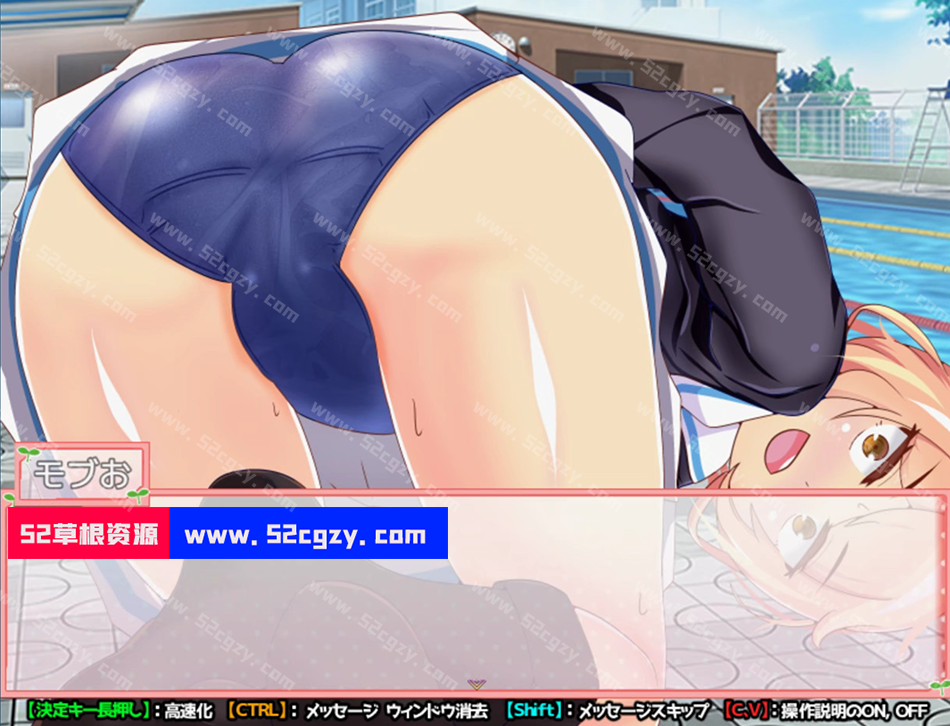 モブお
52草根资源 www.52cgzy.com
【決定キー長押し】：高速化 【CTRL】： メッセージ ウィンドウ消去 【Shift】：メッセージスキップ 【C,V】：操作説明のON, OFF